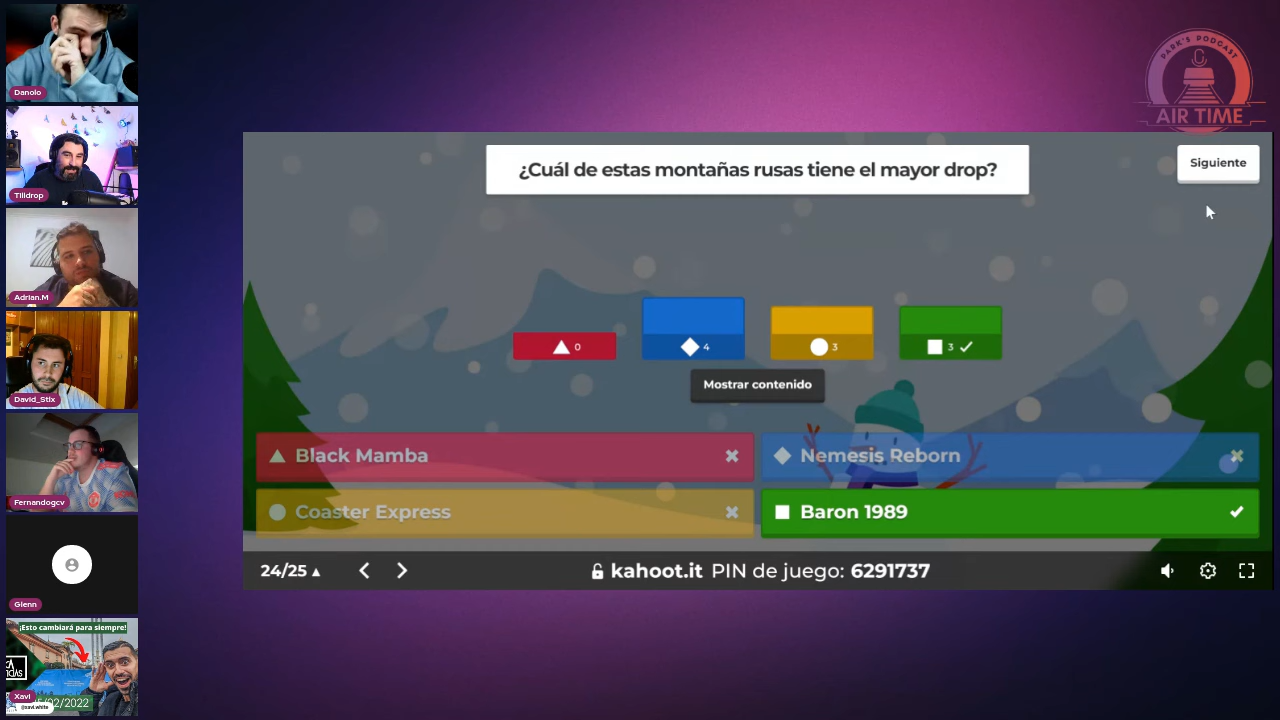 Danolo
Tilldrop
Adrian.M
David_Stix
Fernandogcv
Glenn
¡Esto cambiará para siempre!
Xavi
/02/2022
@xavi.white
PARK'S PODCAST
AIR TIME
¿Cuál de estas montañas rusas tiene el mayor drop?
Siguiente
0
4
3
3
Mostrar contenido
Black Mamba
Nemesis Reborn
Coaster Express
Baron 1989
24/25
kahoot.it PIN de juego: 6291737